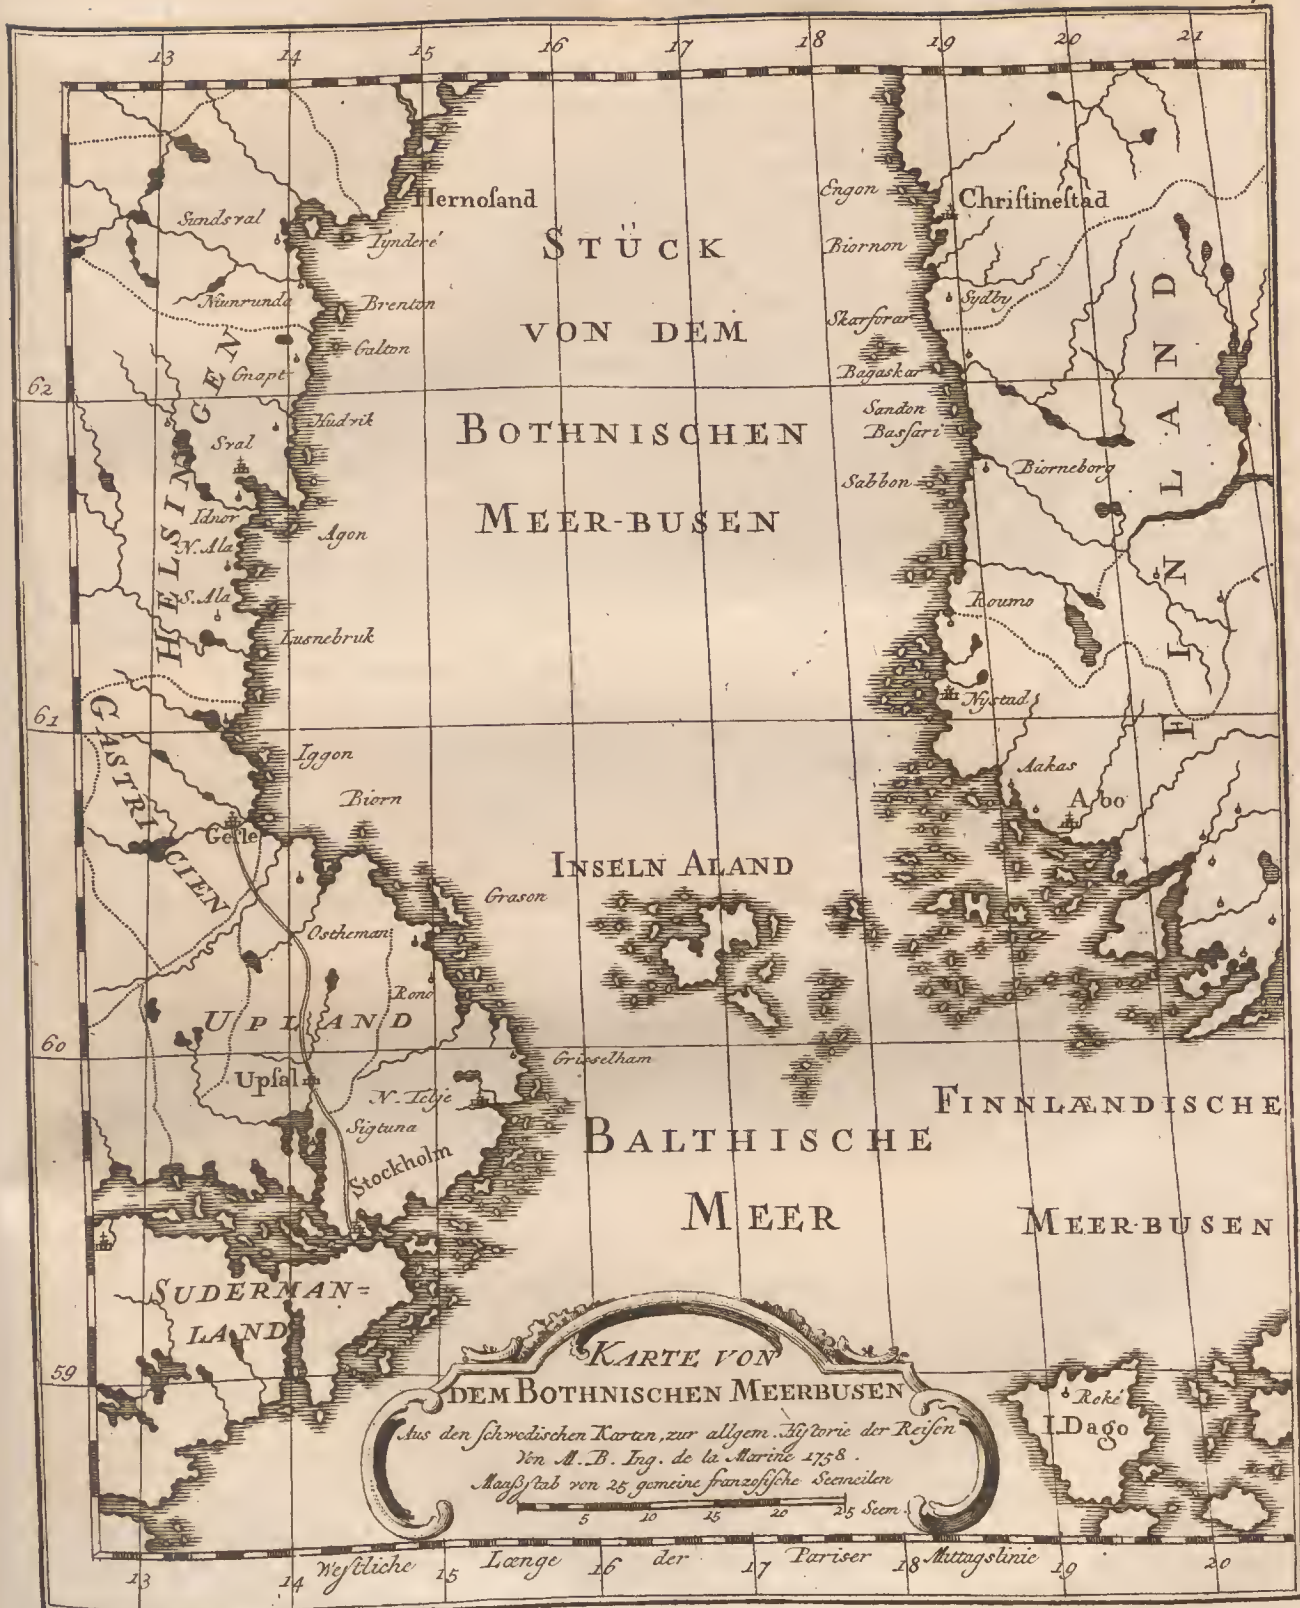 13 14 15 16 17 18 19 20 21
Hernosand
Sundsval
Tÿnderé
Nunrunda
Brenton
Galton
Gnapt
62
Hudrik
Sval
HELSINGEN
Idnor
Agon
N. Ala
S. Ala
Lusnebruk
61
GASTRICIEN
Iggon
Biorn
Gefle
Grason
Ostheman
Rono
UPLAND
60
Grisselham
Upsal
N. Telje
Sigtuna
Stockholm
SUDERMAN=
LAND
59
STÜCK
VON DEM
BOTHNISCHEN
MEER-BUSEN
INSELN ALAND
BALTHISCHE
MEER
Engon
Christinestad
Biornon
Sydby
Skarsorar
Bagaskar
Sandon
Bassari
Biorneborg
Sabbon
FINLAND
Roumo
Nystad
Aakas
Abo
FINNLÆNDISCHE
MEER-BUSEN
Roké
I. Dago
KARTE VON
DEM BOTHNISCHEN MEERBUSEN
Aus den schwedischen Karten, zur allgem. Historie der Reisen
Von M. B. Ing. de la Marine 1758.
Maaßstab von 25 gemeine französische Seemeilen
5 10 15 20 25 Seem.
Westliche Længe der Pariser Mittagslinie
13 14 15 16 17 18 19 20